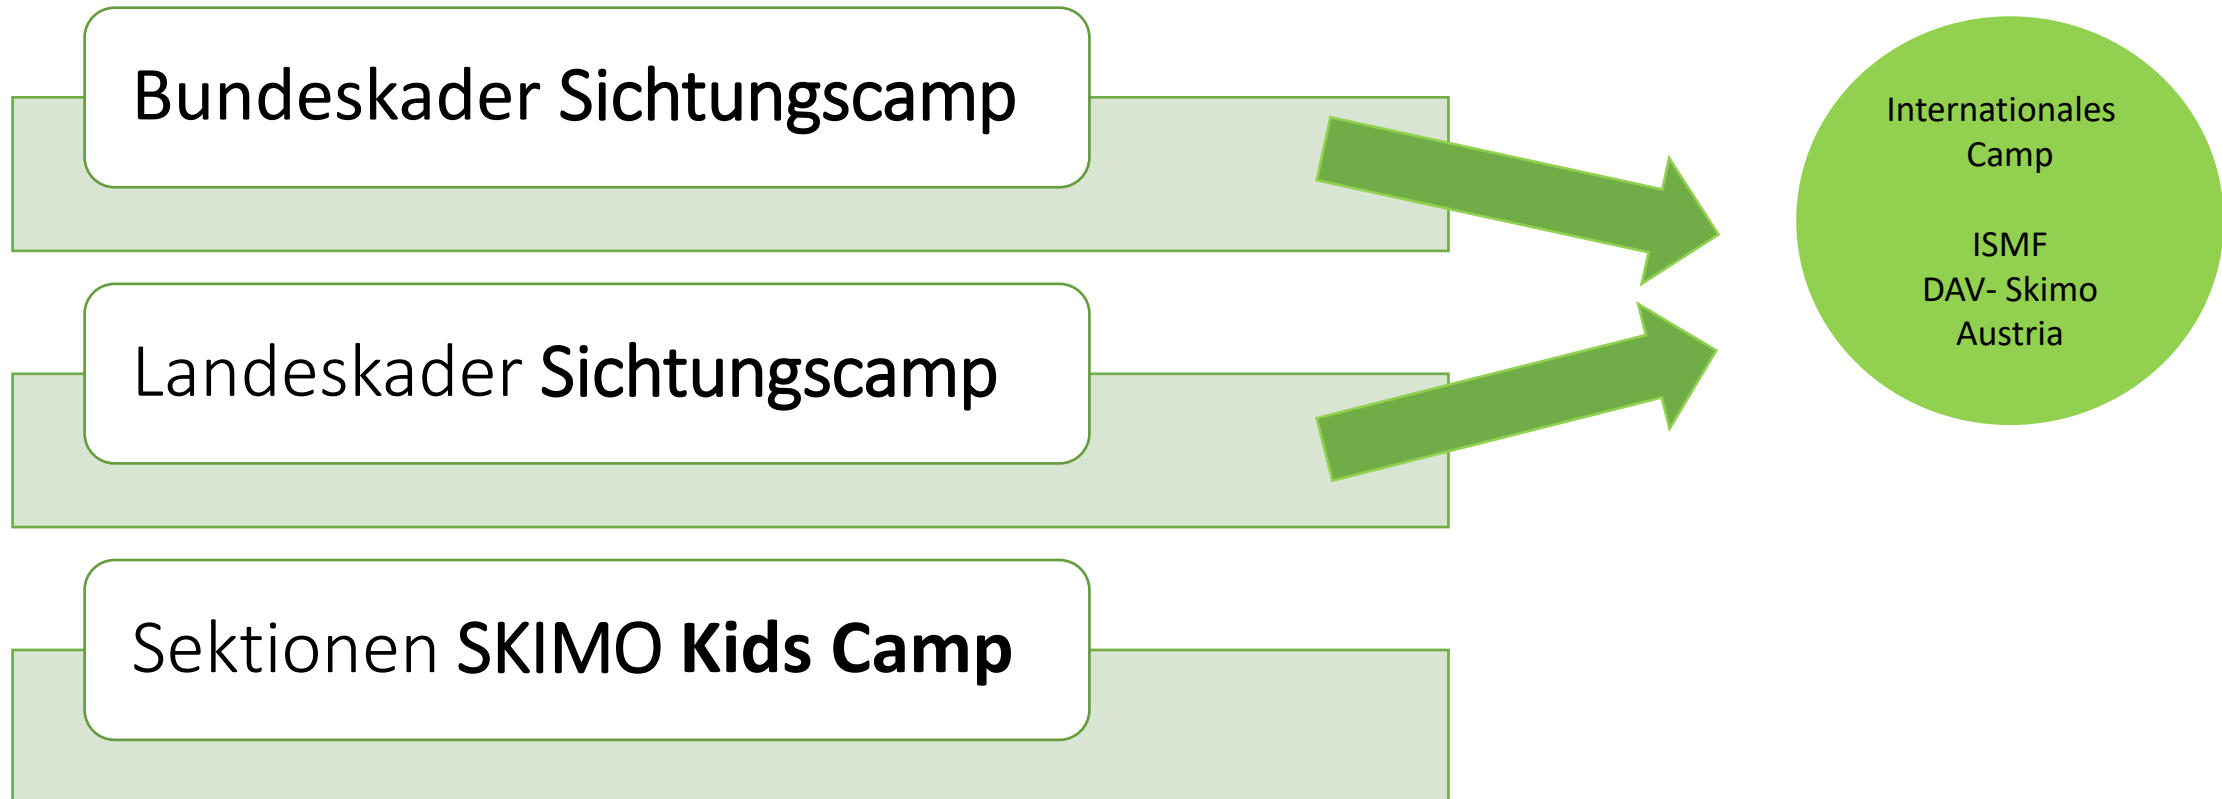 Bundeskader Sichtungscamp
Landeskader Sichtungscamp
Sektionen SKIMO Kids Camp
Internationales
Camp
ISMF
DAV- Skimo
Austria